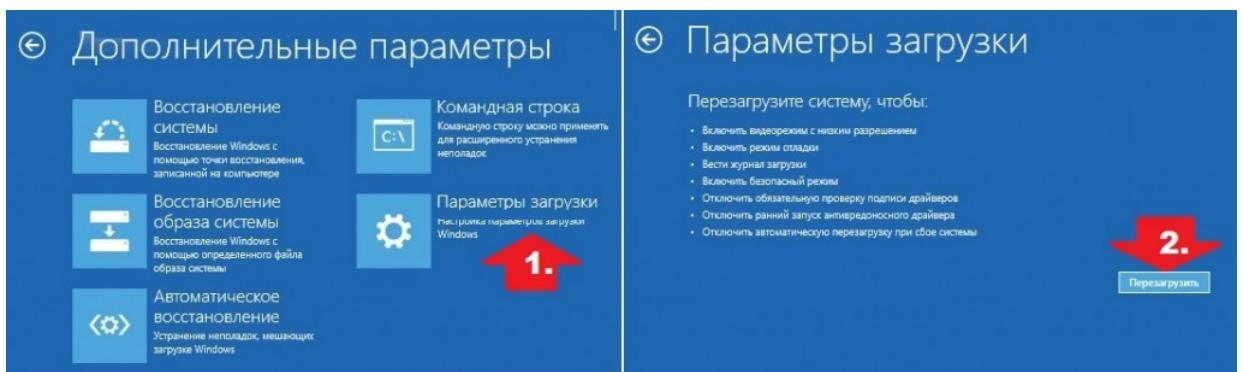 Дополнительные параметры
Восстановление
системы
Восстановление Windows с
помощью точки восстановления,
записанной на компьютере
Восстановление
образа системы
Восстановление Windows с
помощью определенного файла
образа системы
Автоматическое
восстановление
Устранение неполадок, мешающих
загрузке Windows
Командная строка
C:\
Командную строку можно применять
для расширенного устранения
неполадок
Параметры загрузки
Настройка параметров загрузки
Windows
1.
Параметры загрузки
Перезагрузите систему, чтобы:
• Включить видеорежим с низким разрешением
• Включить режим отладки
• Вести журнал загрузки
• Включить безопасный режим
• Отключить обязательную проверку подписи драйверов
• Отключить ранний запуск антивредоносного драйвера
• Отключить автоматическую перезагрузку при сбое системы
2.
Перезагрузить